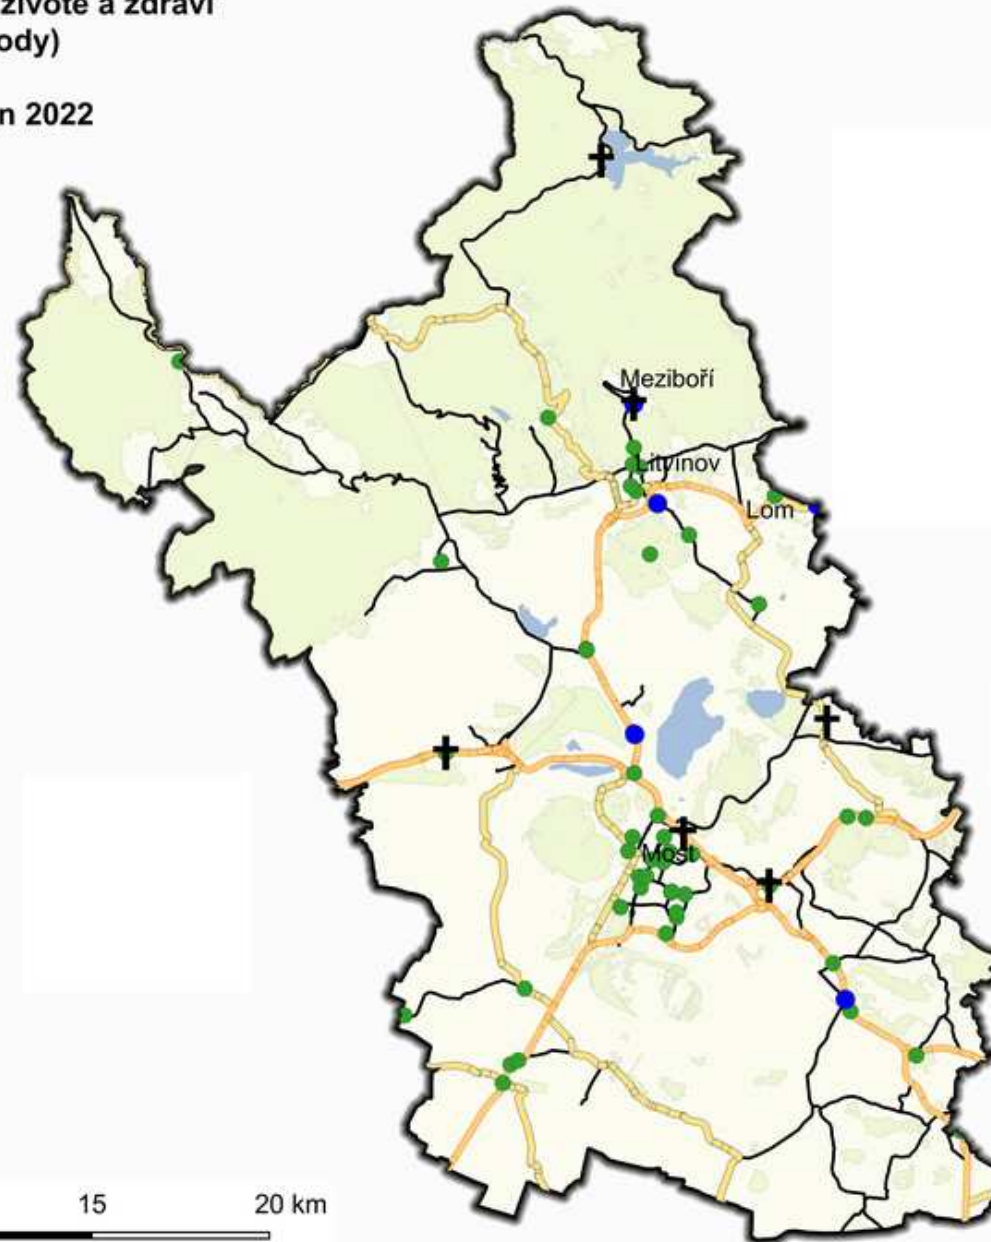 životě a zdraví
ody)
n 2022
Meziboří
Litvínov
Lom
Most
15 20 km